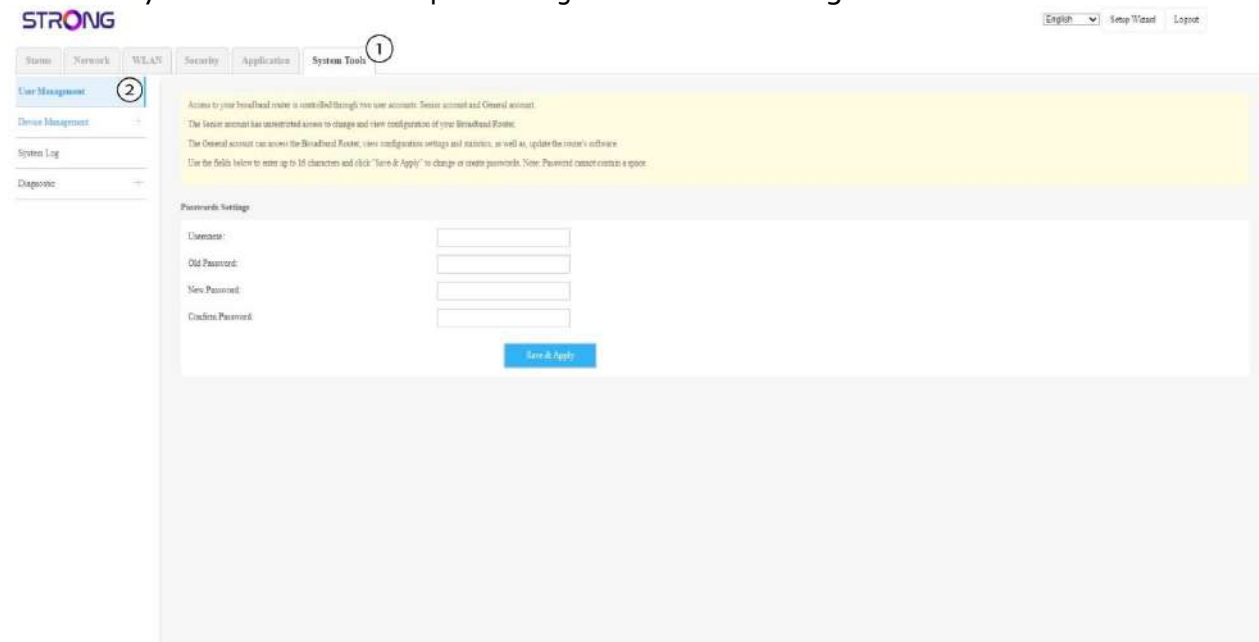 STRONG
English Setup Wizard Logout
Status Network WLAN Security Application System Tools 1
User Management 2
Device Management +
System Log
Diagnostic +
Access to your broadband router is controlled through two user accounts: Senior account and General account.
The Senior account has unrestricted access to change and view configuration of your Broadband Router.
The General account can access the Broadband Router, view configuration settings and statistics, as well as, update the router's software.
Use the fields below to enter up to 16 characters and click "Save & Apply" to change or create passwords. Note: Password cannot contain a space.
Passwords Settings
Username:
Old Password:
New Password:
Confirm Password:
Save & Apply